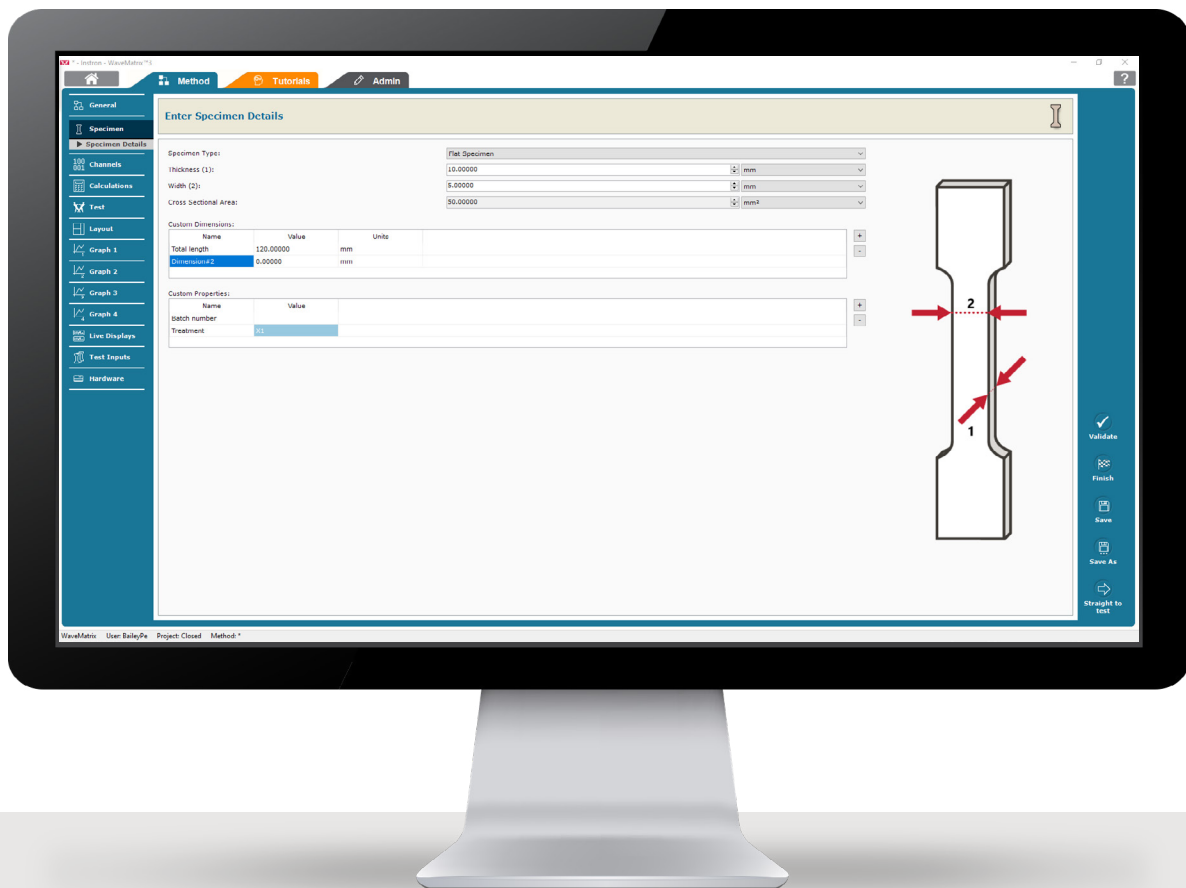 * - Instron - WaveMatrix™3
Method
Tutorials
Admin
?
General
Specimen
Specimen Details
Channels
Calculations
Test
Layout
Graph 1
Graph 2
Graph 3
Graph 4
Live Displays
Test Inputs
Hardware
Enter Specimen Details
Specimen Type: Flat Specimen
Thickness (1): 10.00000 mm
Width (2): 5.00000 mm
Cross Sectional Area: 50.00000 mm²
Custom Dimensions:
Name Value Units
Total length 120.00000 mm
Dimension#2 0.00000 mm
+
-
Custom Properties:
Name Value
Batch number
Treatment X1
+
-
2
1
Validate
Finish
Save
Save As
Straight to
test
WaveMatrix User: BaileyPe Project: Closed Method: *